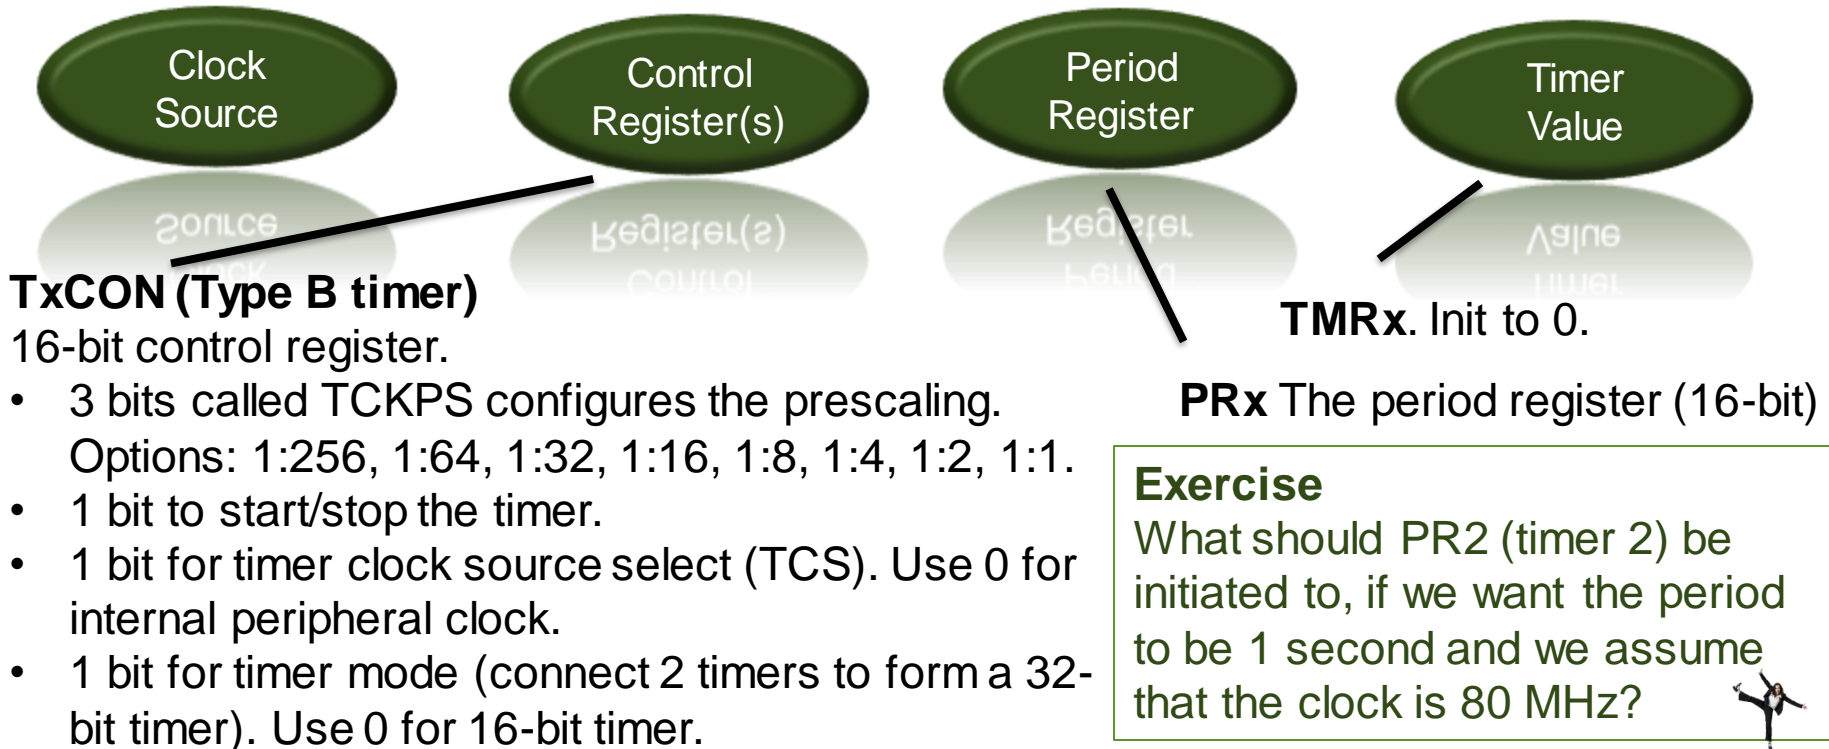 Clock
Source
Control
Register(s)
Period
Register
Timer
Value
TxCON (Type B timer)
16-bit control register.
• 3 bits called TCKPS configures the prescaling.
Options: 1:256, 1:64, 1:32, 1:16, 1:8, 1:4, 1:2, 1:1.
• 1 bit to start/stop the timer.
• 1 bit for timer clock source select (TCS). Use 0 for
internal peripheral clock.
• 1 bit for timer mode (connect 2 timers to form a 32-
bit timer). Use 0 for 16-bit timer.
TMRx. Init to 0.
PRx The period register (16-bit)
Exercise
What should PR2 (timer 2) be
initiated to, if we want the period
to be 1 second and we assume
that the clock is 80 MHz?